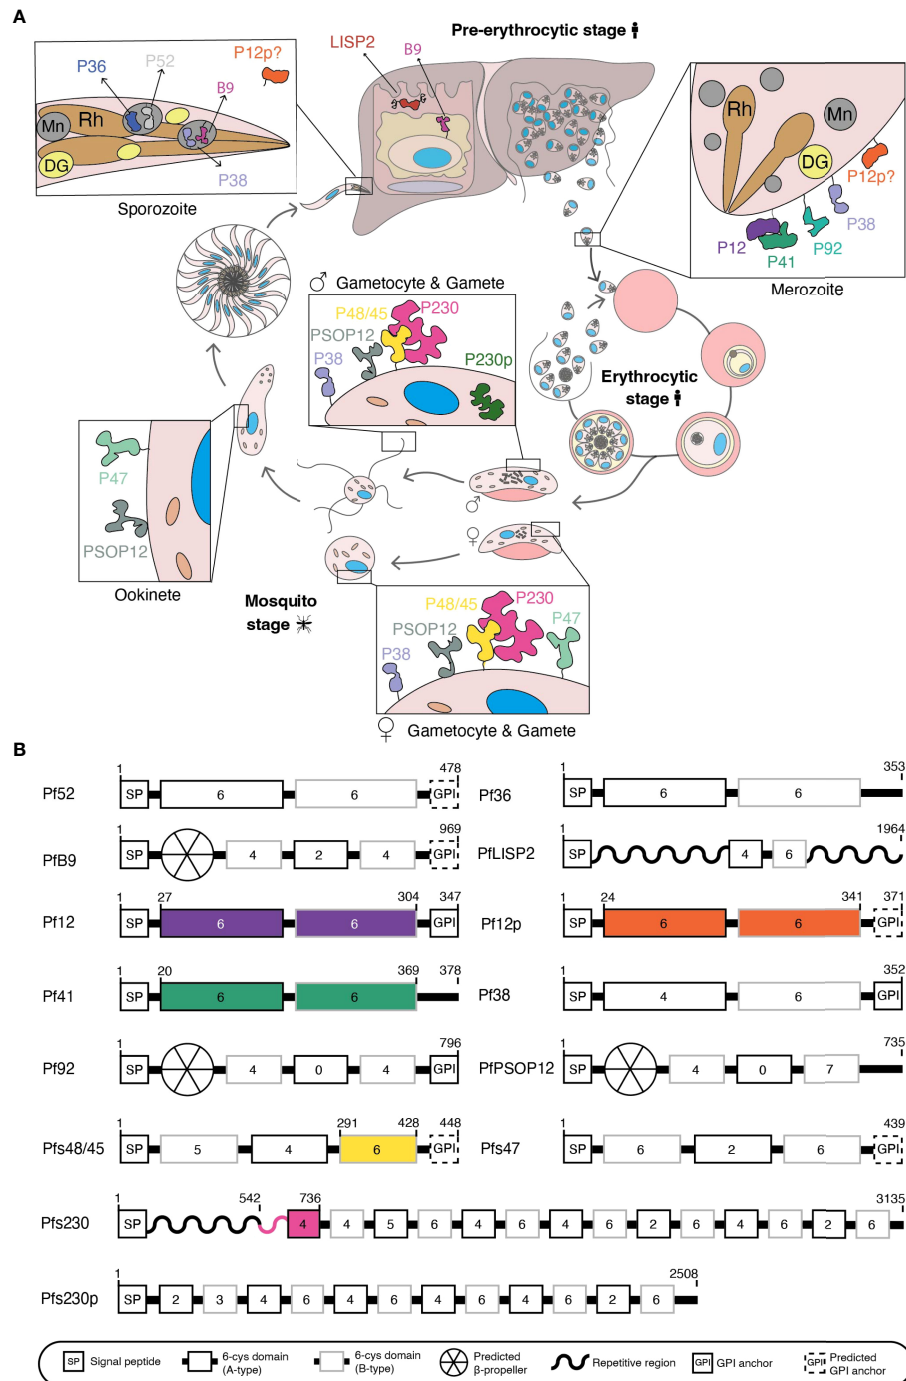 A
Pre-erythrocytic stage
LISP2
B9
P36
P52
P12p?
B9
Rh
Mn
DG
P38
Sporozoite
Rh
Mn
DG
P12p?
P38
P12
P92
P41
Merozoite
♂ Gametocyte & Gamete
P230
P48/45
PSOP12
P38
P230p
Erythrocytic
stage
P47
PSOP12
Ookinete
♂
♀
Mosquito
stage
P230
P48/45
P47
PSOP12
P38
♀ Gametocyte & Gamete
B
Pf52
1 478
SP 6 6 GPI
Pf36
1 353
SP 6 6
PfB9
1 969
SP 4 2 4 GPI
PfLISP2
1 1964
SP 4 6
Pf12
1 27 304 347
SP 6 6 GPI
Pf12p
1 24 341 371
SP 6 6 GPI
Pf41
1 20 369 378
SP 6 6
Pf38
1 352
SP 4 6 GPI
Pf92
1 796
SP 4 0 4 GPI
PfPSOP12
1 735
SP 4 0 7
Pfs48/45
1 291 428 448
SP 5 4 6 GPI
Pfs47
1 439
SP 6 2 6 GPI
Pfs230
1 542 736 3135
SP 4 4 5 6 4 6 4 6 2 6 4 6 2 6
Pfs230p
1 2508
SP 2 3 4 6 4 6 4 6 4 6 2 6
SP Signal peptide
6-cys domain
(A-type)
6-cys domain
(B-type)
Predicted
β-propeller
Repetitive region
GPI GPI anchor
GPI Predicted
GPI anchor